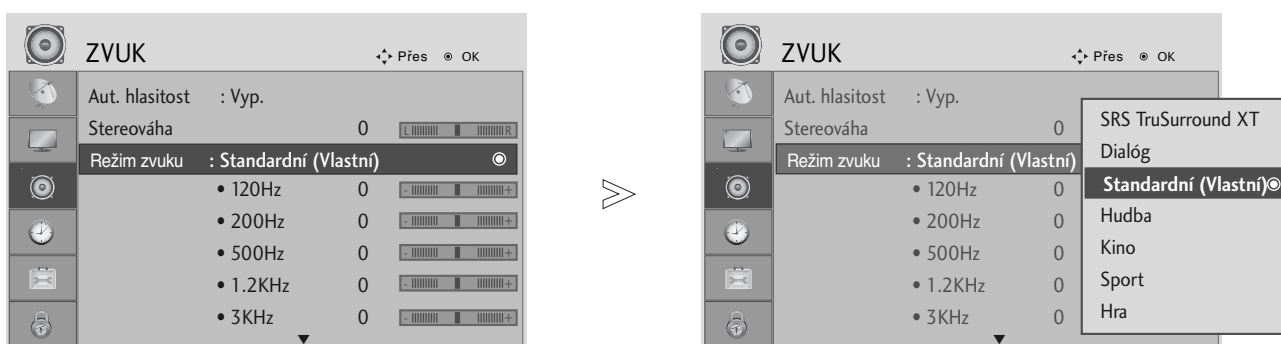 ZVUK
Přes OK
Aut. hlasitost : Vyp.
Stereováha 0 L R
Režim zvuku : Standardní (Vlastní)
• 120Hz 0 - +
• 200Hz 0 - +
• 500Hz 0 - +
• 1.2KHz 0 - +
• 3KHz 0 - +
ZVUK
Přes OK
Aut. hlasitost : Vyp.
Stereováha 0
Režim zvuku : Standardní (Vlastní)
• 120Hz 0
• 200Hz 0
• 500Hz 0
• 1.2KHz 0
• 3KHz 0
SRS TruSurround XT
Dialóg
Standardní (Vlastní)
Hudba
Kino
Sport
Hra